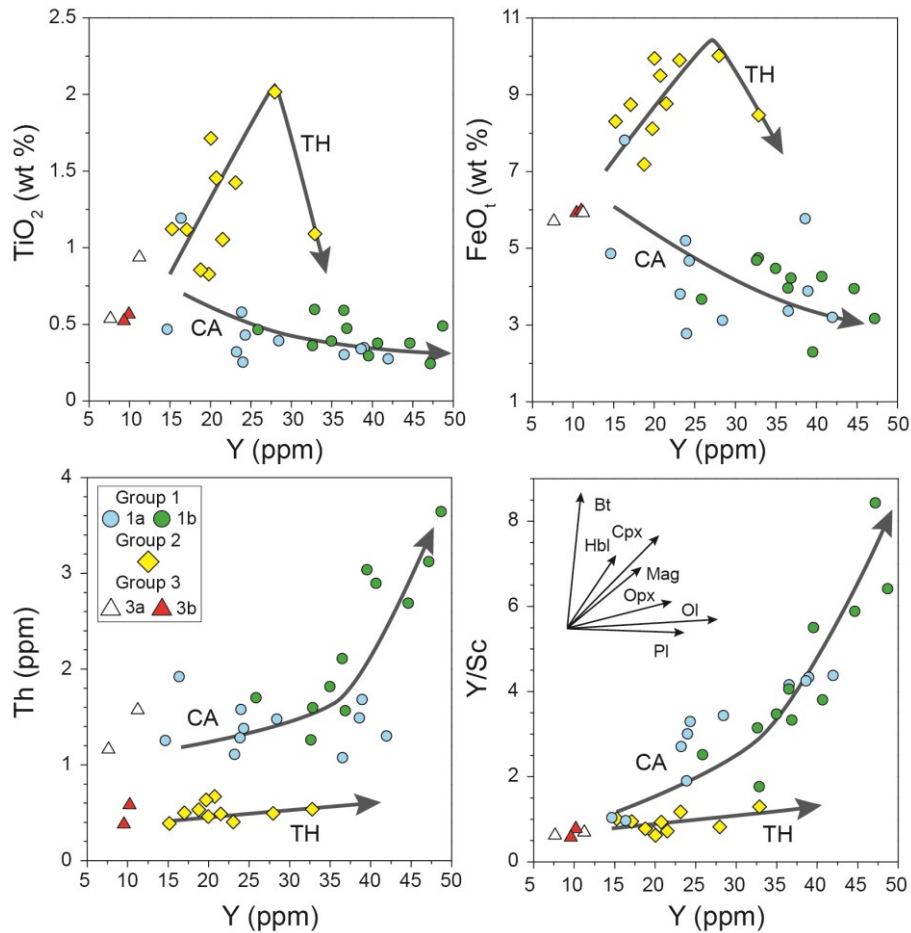 2.5
2
1.5
1
0.5
0
TiO2 (wt %)
TH
CA
5 10 15 20 25 30 35 40 45 50
Y (ppm)
11
9
7
5
3
1
FeOt (wt %)
TH
CA
5 10 15 20 25 30 35 40 45 50
Y (ppm)
4
3
2
1
0
Th (ppm)
Group 1
1a 1b
Group 2
Group 3
3a 3b
CA
TH
5 10 15 20 25 30 35 40 45 50
Y (ppm)
8
6
4
2
0
Y/Sc
Bt
Cpx
Hbl
Mag
Opx
Ol
Pl
CA
TH
5 10 15 20 25 30 35 40 45 50
Y (ppm)